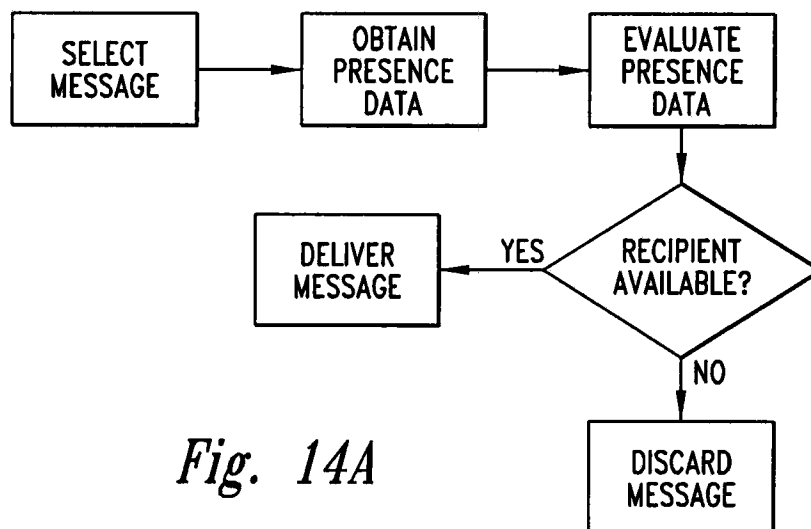 SELECT
MESSAGE
OBTAIN
PRESENCE
DATA
EVALUATE
PRESENCE
DATA
DELIVER
MESSAGE
YES
RECIPIENT
AVAILABLE?
NO
DISCARD
MESSAGE
Fig. 14A